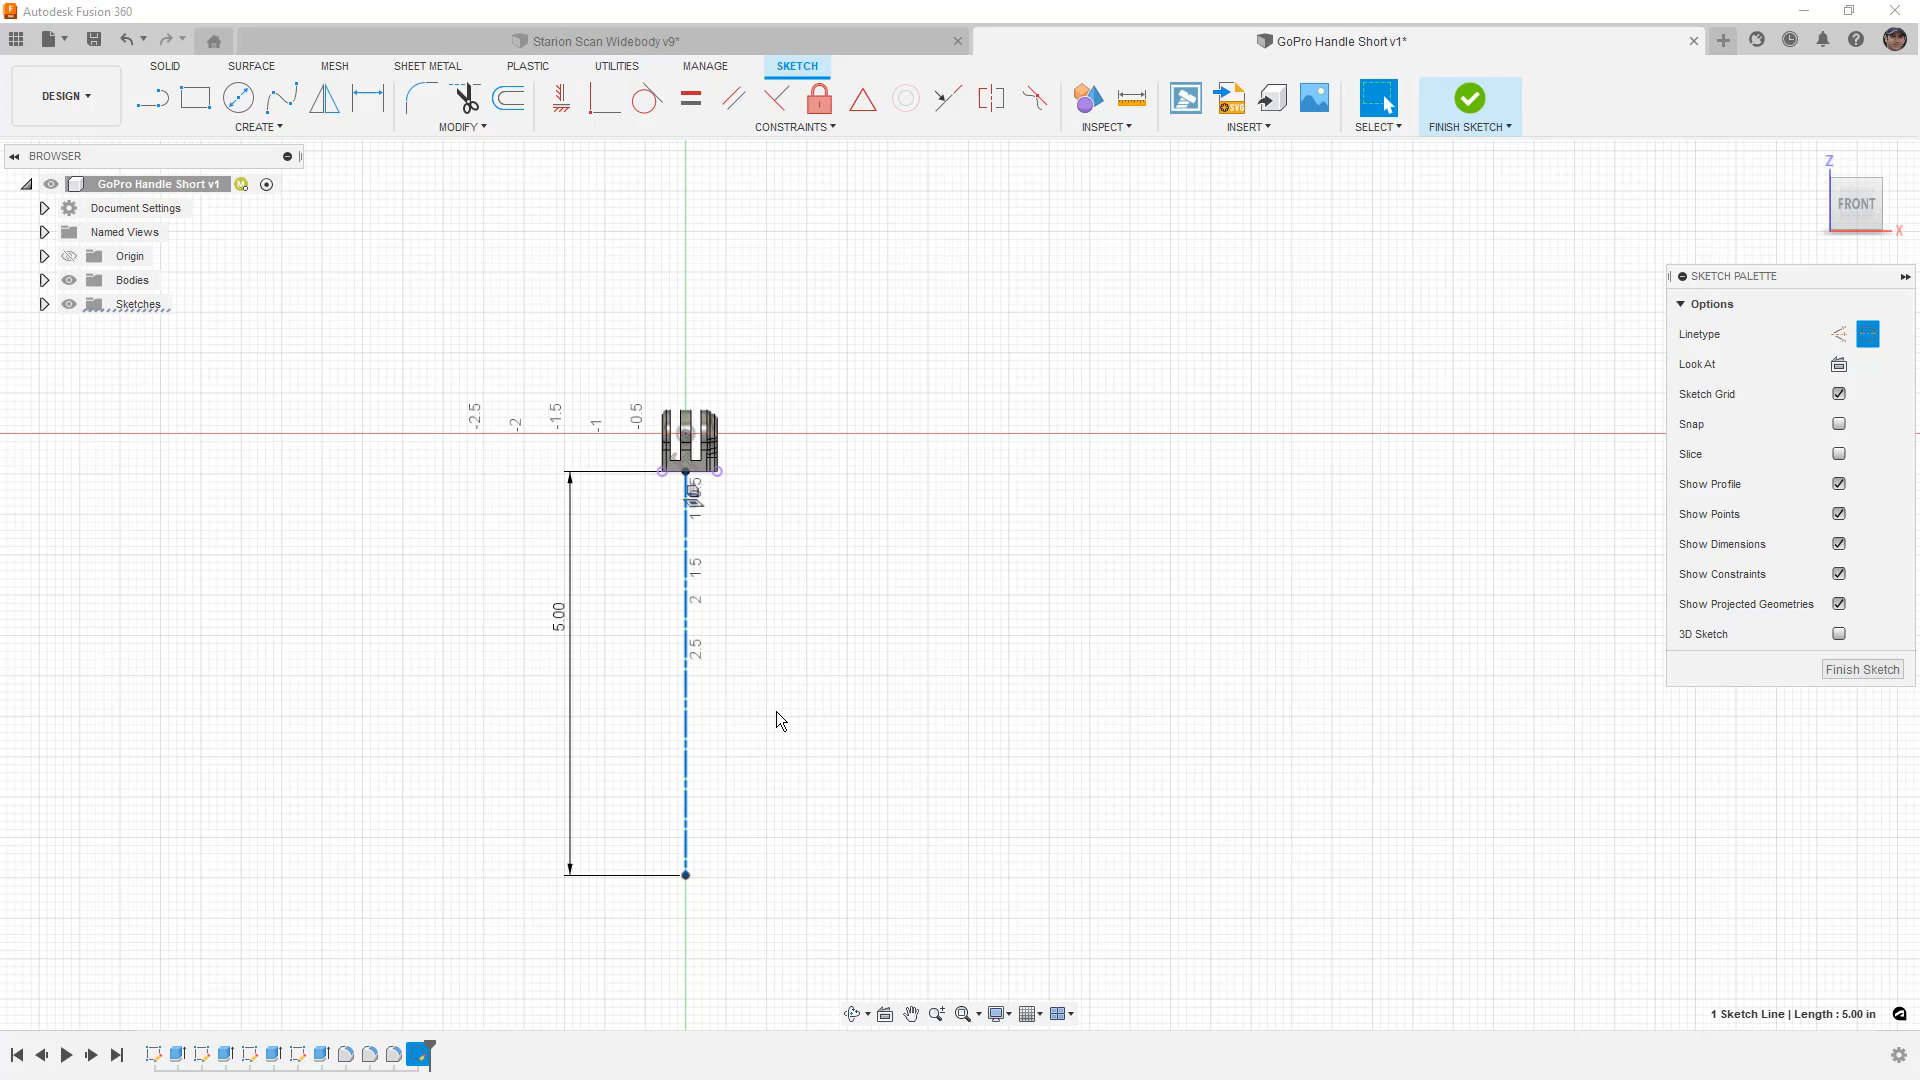 Autodesk Fusion 360
Starion Scan Widebody v9*
GoPro Handle Short v1*
DESIGN
SOLID
SURFACE
MESH
SHEET METAL
PLASTIC
UTILITIES
MANAGE
SKETCH
CREATE
MODIFY
CONSTRAINTS
INSPECT
INSERT
SELECT
FINISH SKETCH
SVG
BROWSER
GoPro Handle Short v1
Document Settings
Named Views
Origin
Bodies
Sketches
Z
FRONT
X
SKETCH PALETTE
Options
Linetype
Look At
Sketch Grid
Snap
Slice
Show Profile
Show Points
Show Dimensions
Show Constraints
Show Projected Geometries
3D Sketch
Finish Sketch
-2.5
-2
-1.5
-1
-0.5
1
1.5
2
2.5
5.00
1 Sketch Line | Length : 5.00 in